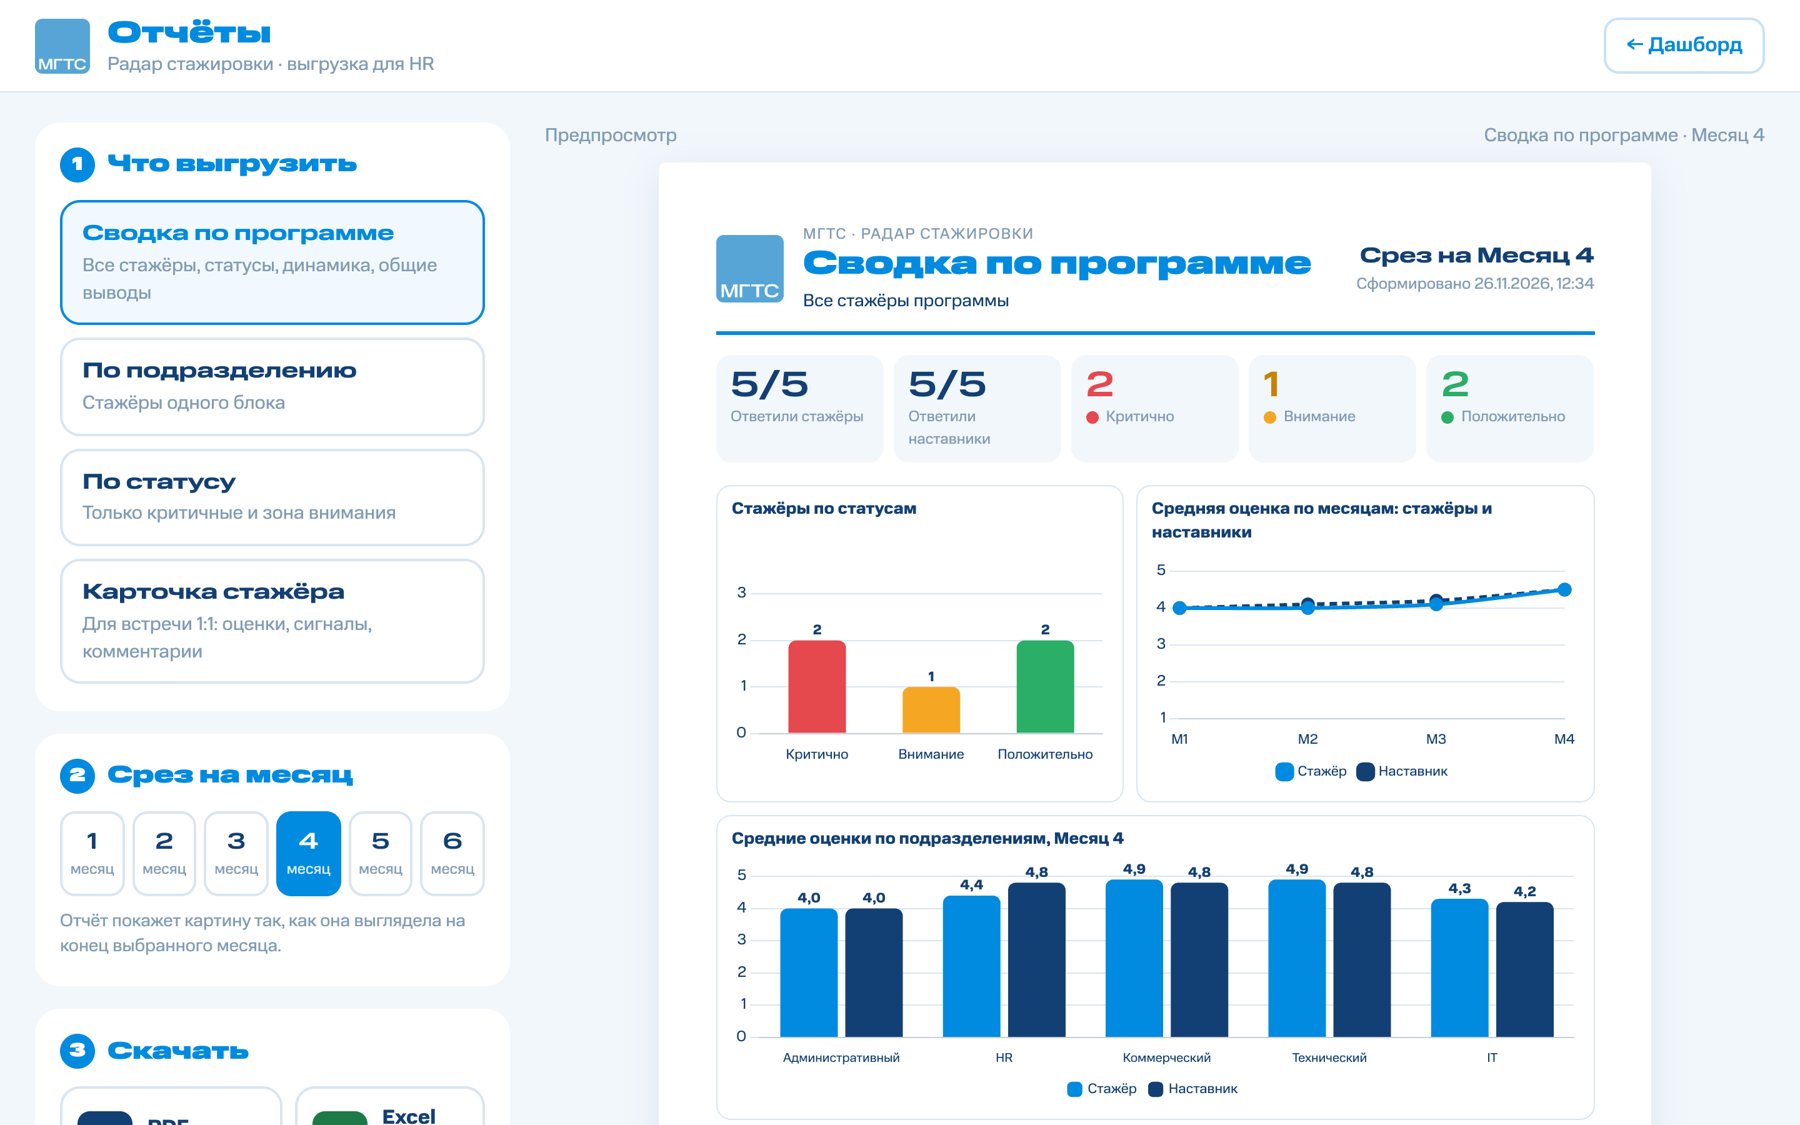 МГТС
Отчёты
Радар стажировки · выгрузка для HR
← Дашборд
1 Что выгрузить
Сводка по программе
Все стажёры, статусы, динамика, общие
выводы
По подразделению
Стажёры одного блока
По статусу
Только критичные и зона внимания
Карточка стажёра
Для встречи 1:1: оценки, сигналы,
комментарии
2 Срез на месяц
1 2 3 4 5 6
месяц месяц месяц месяц месяц месяц
Отчёт покажет картину так, как она выглядела на
конец выбранного месяца.
3 Скачать
PDF
Excel
Предпросмотр
Сводка по программе · Месяц 4
МГТС
МГТС · РАДАР СТАЖИРОВКИ
Сводка по программе
Все стажёры программы
Срез на Месяц 4
Сформировано 26.11.2026, 12:34
5/5
Ответили стажёры
5/5
Ответили
наставники
2
Критично
1
Внимание
2
Положительно
Стажёры по статусам
3
2
1
0
2
1
2
Критично Внимание Положительно
Средняя оценка по месяцам: стажёры и
наставники
5
4
3
2
1
М1 М2 М3 М4
Стажёр Наставник
Средние оценки по подразделениям, Месяц 4
5
4
3
2
1
0
4,0 4,0 4,4 4,8 4,9 4,8 4,9 4,8 4,3 4,2
Административный HR Коммерческий Технический IT
Стажёр Наставник